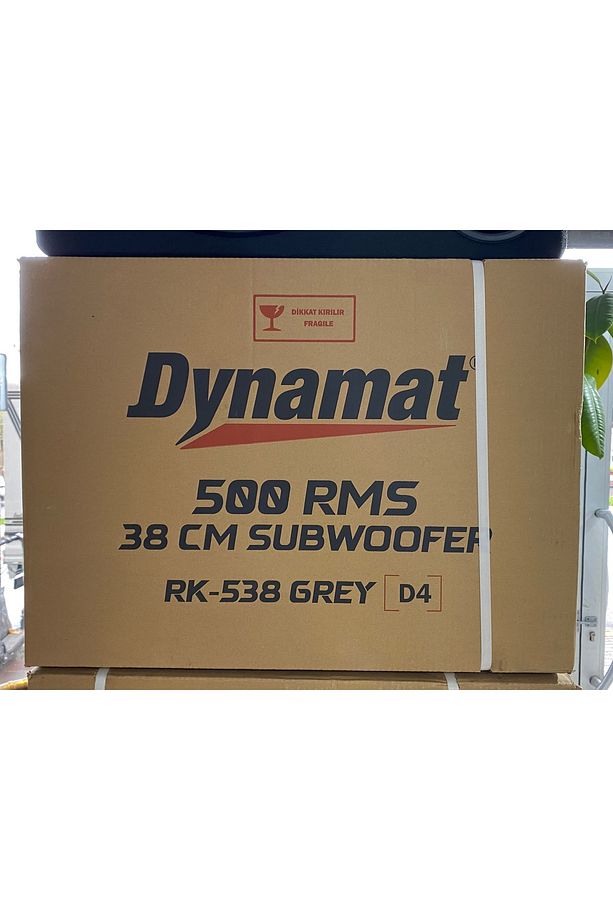 DİKKAT KIRILIR
FRAGILE
Dynamat
500 RMS
38 CM SUBWOOFER
RK-538 GREY [D4]